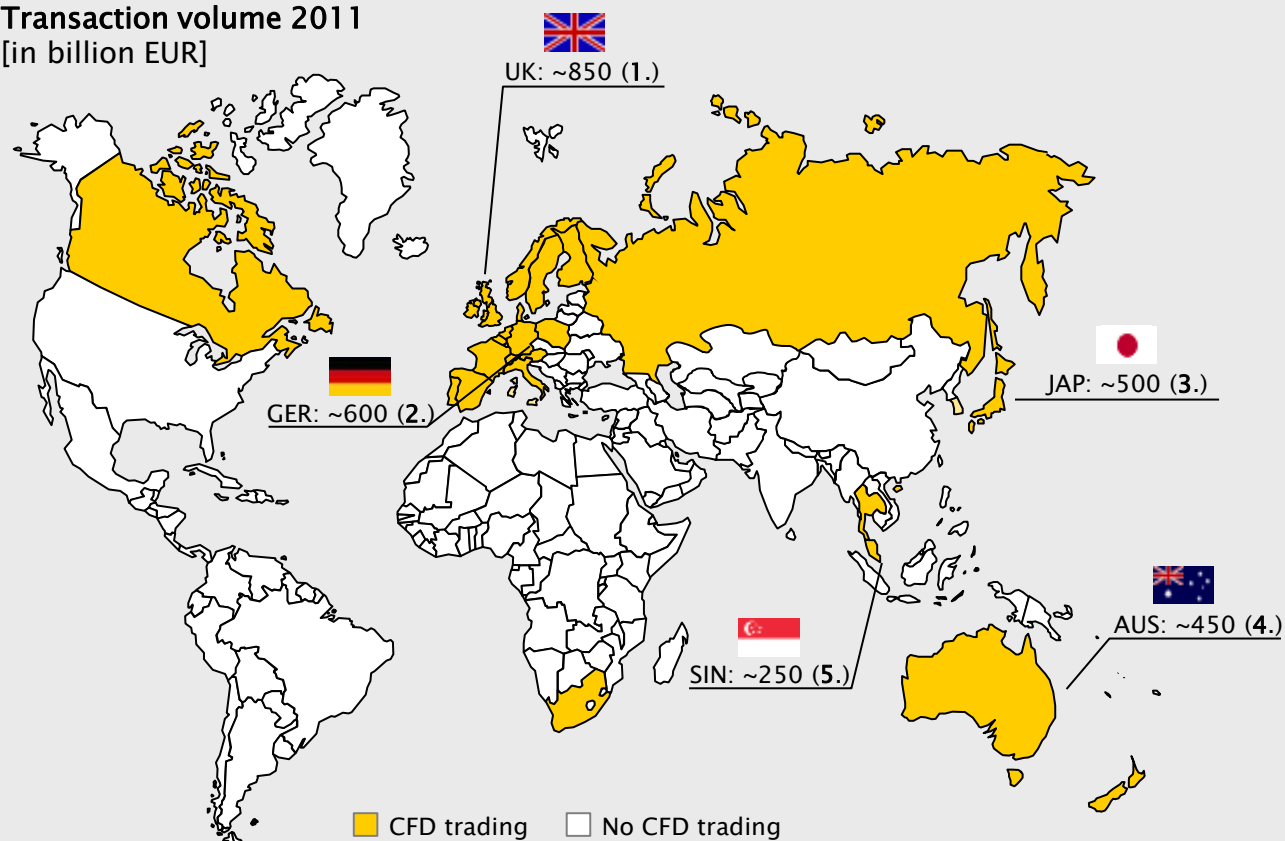 Transaction volume 2011
[in billion EUR]
UK: ~850 (1.)
GER: ~600 (2.)
JAP: ~500 (3.)
AUS: ~450 (4.)
SIN: ~250 (5.)
CFD trading
No CFD trading